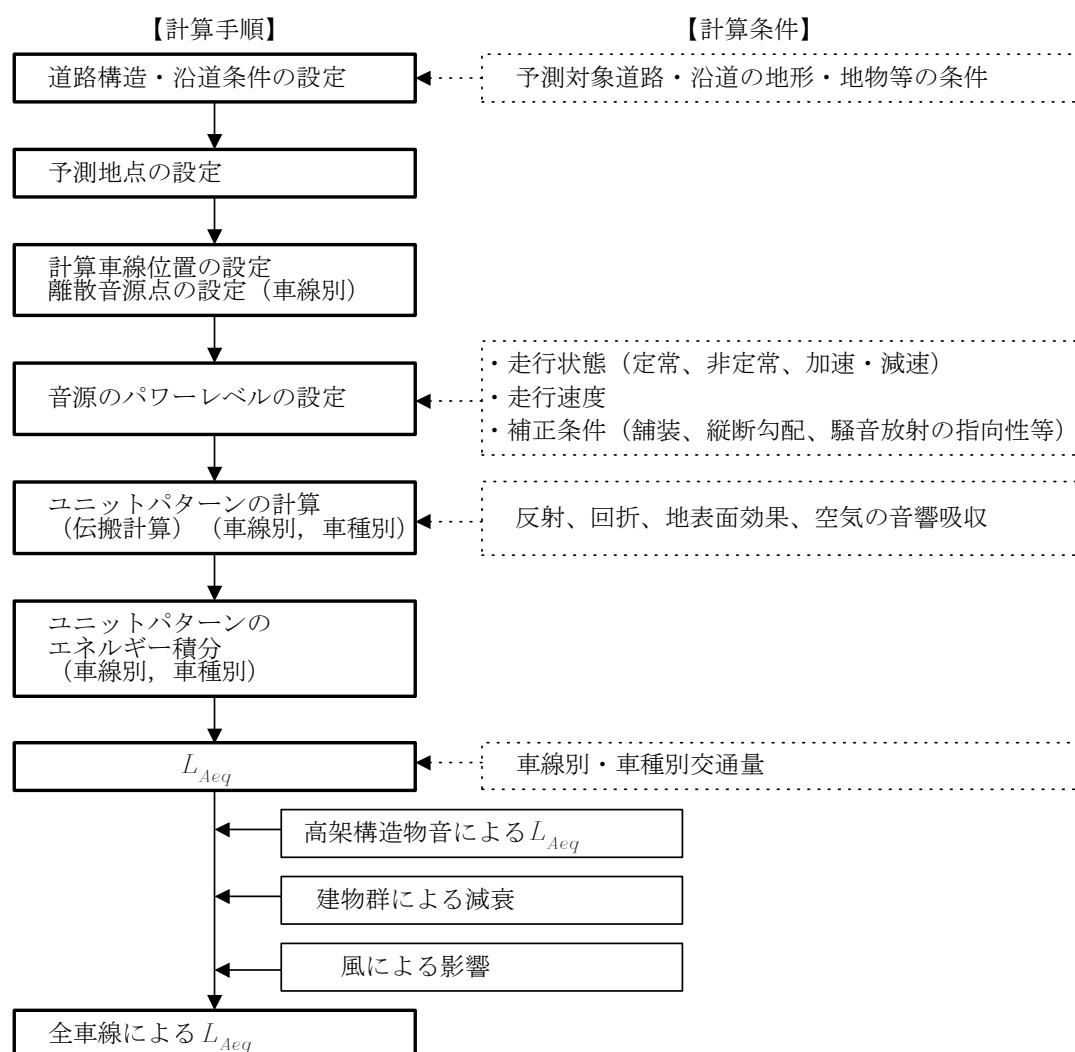 【計算手順】
【計算条件】
道路構造・沿道条件の設定
予測対象道路・沿道の地形・地物等の条件
予測地点の設定
計算車線位置の設定
離散音源点の設定（車線別）
音源のパワーレベルの設定
・走行状態（定常、非定常、加速・減速）
・走行速度
・補正条件（舗装、縦断勾配、騒音放射の指向性等）
ユニットパターンの計算
（伝搬計算）（車線別，車種別）
反射、回折、地表面効果、空気の音響吸収
ユニットパターンの
エネルギー積分
（車線別，車種別）
L_{Aeq}
車線別・車種別交通量
高架構造物音によるL_{Aeq}
建物群による減衰
風による影響
全車線によるL_{Aeq}